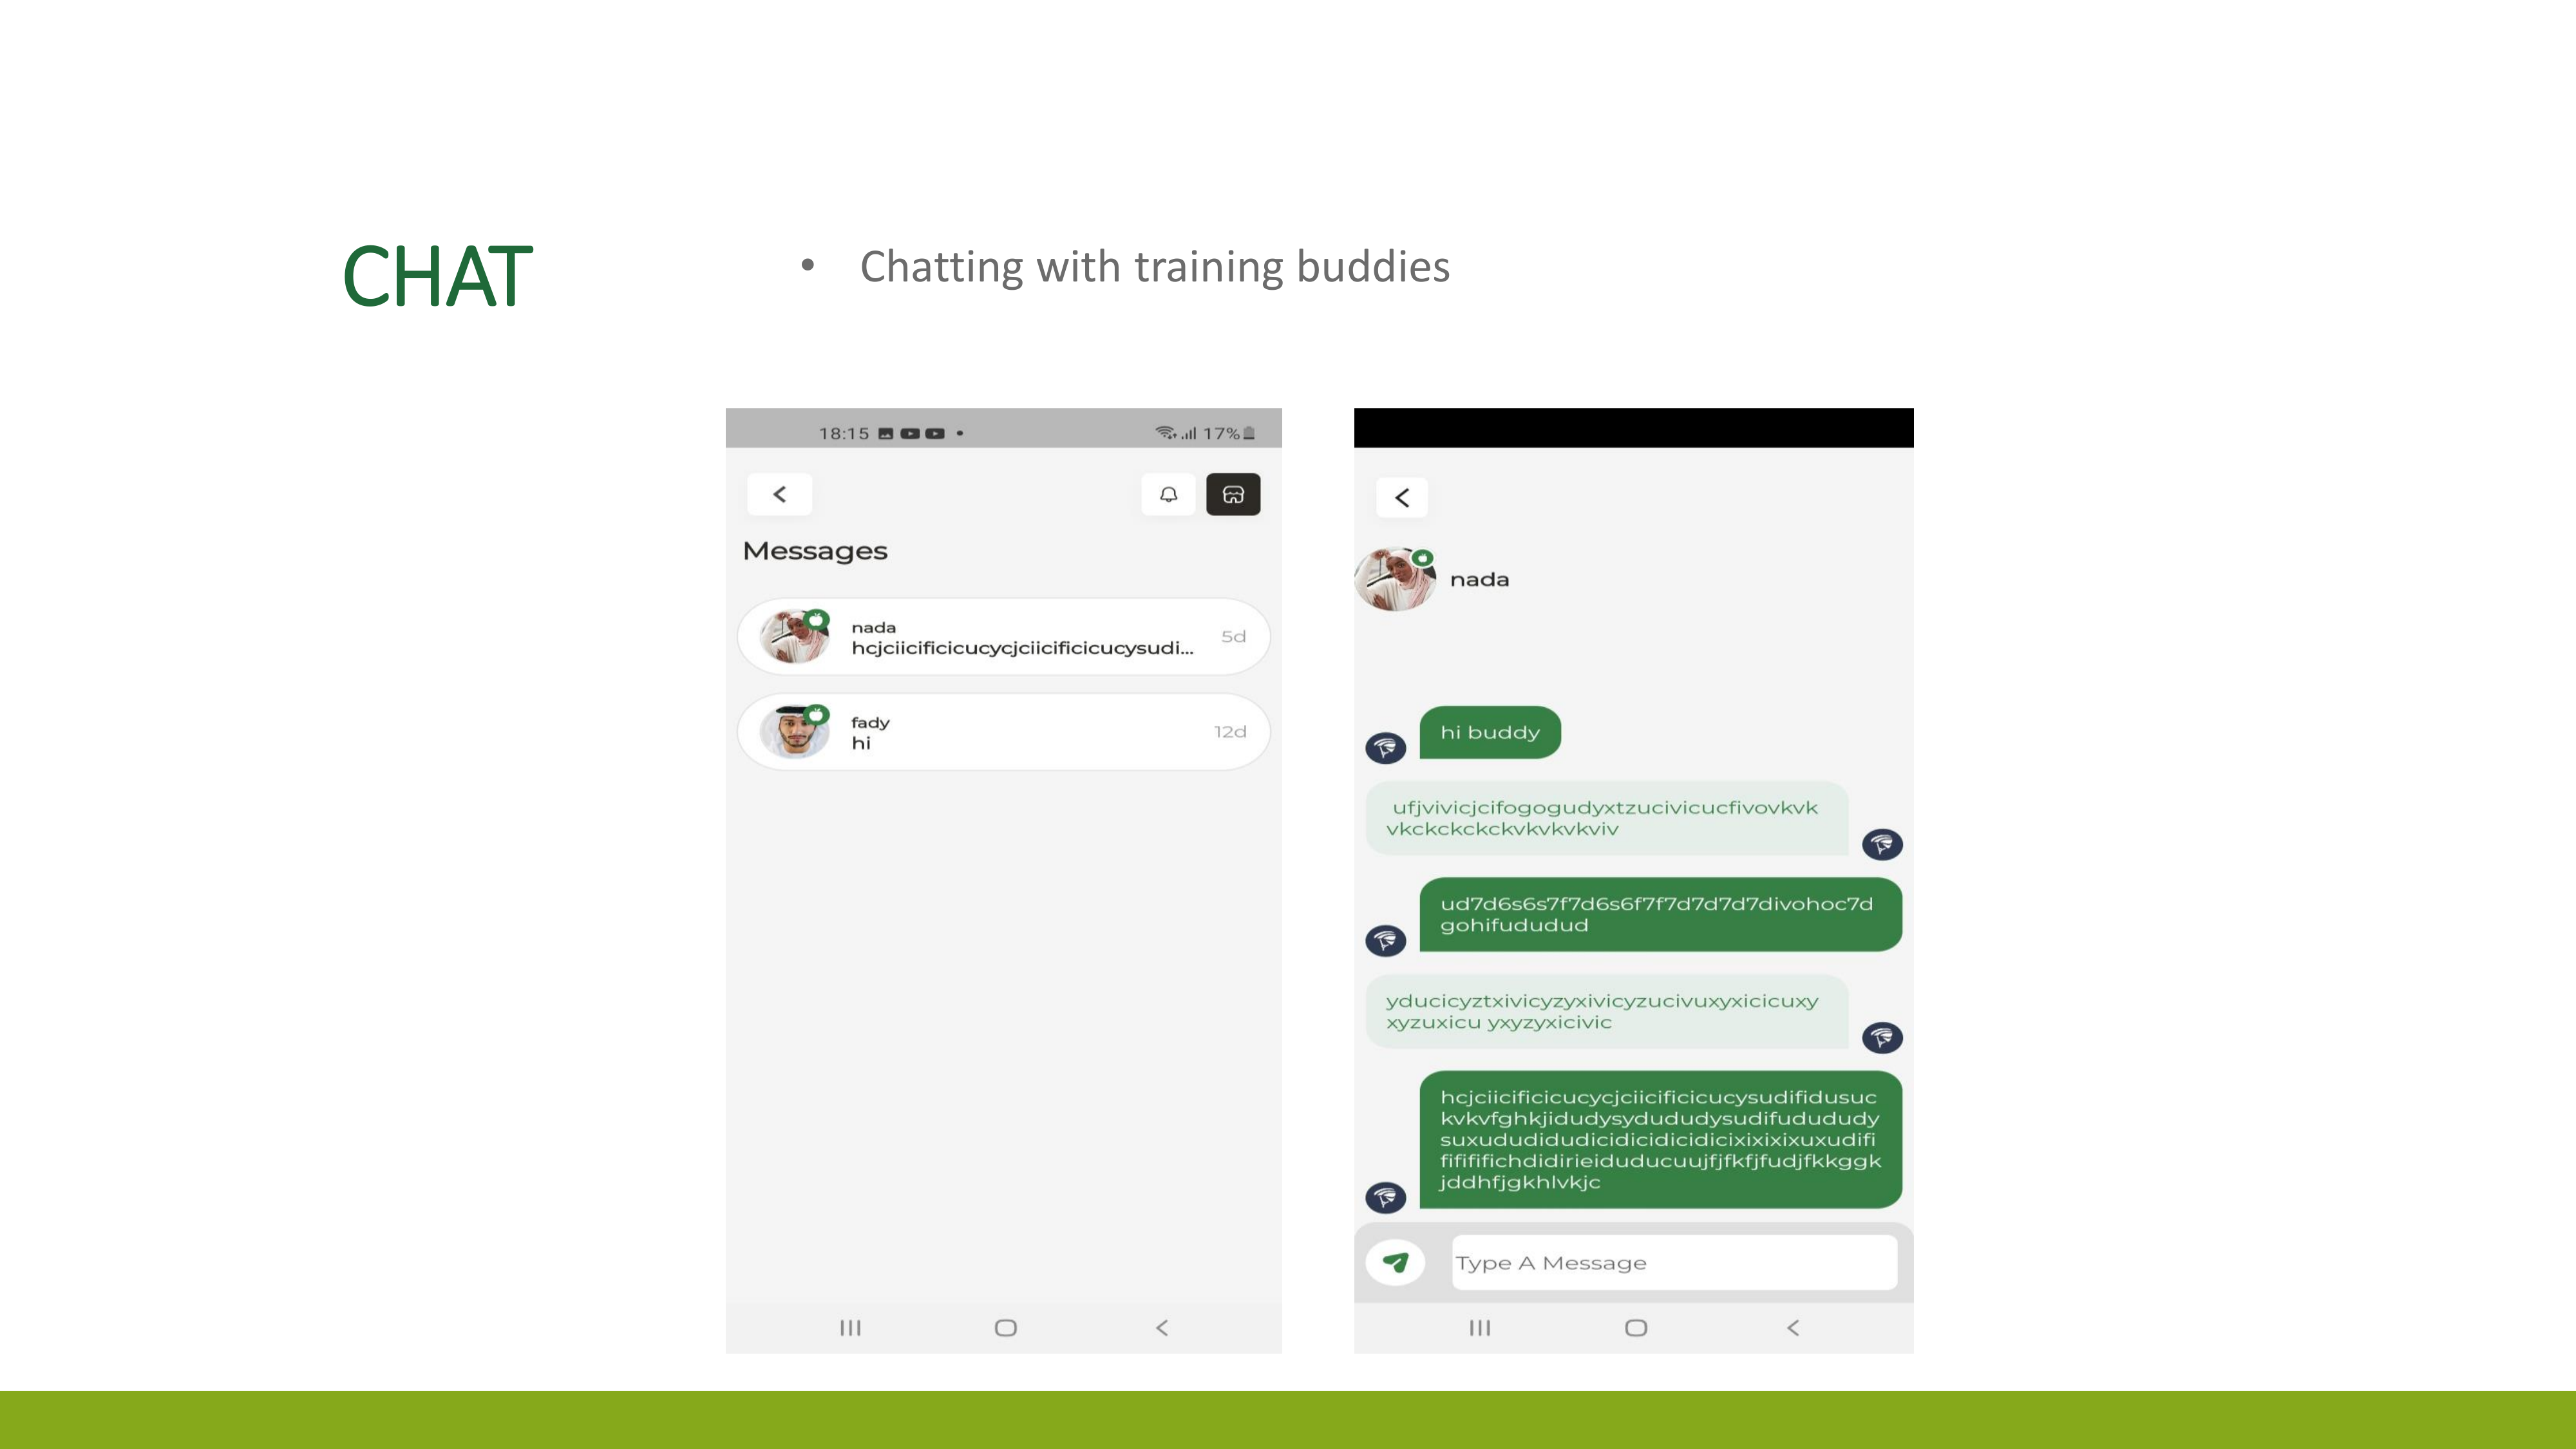 CHAT
• Chatting with training buddies
18:15
17%
Messages
nada
hcjciicificicucycjciicificicucysudi...
5d
fady
hi
12d
nada
hi buddy
ufjvivicjcifogogudyxtzucivicucfivovkvk
vkckckckckvkvkvkviv
ud7d6s6s7f7d6s6f7f7d7d7d7divohoc7d
gohifududud
yducicyztxivicyzyxivicyzucivuxyxicicuxy
xyzuxicu yxyzyxicivic
hcjciicificicucycjciicificicucysudifidusuc
kvkvfghkjidudysydududysudifudududy
suxududidudicidicidicidicixixixixuxudifi
fififififichdidirieiduducuujfjfkfjfudjfkkggk
jddhfjgkhlvkjc
Type A Message